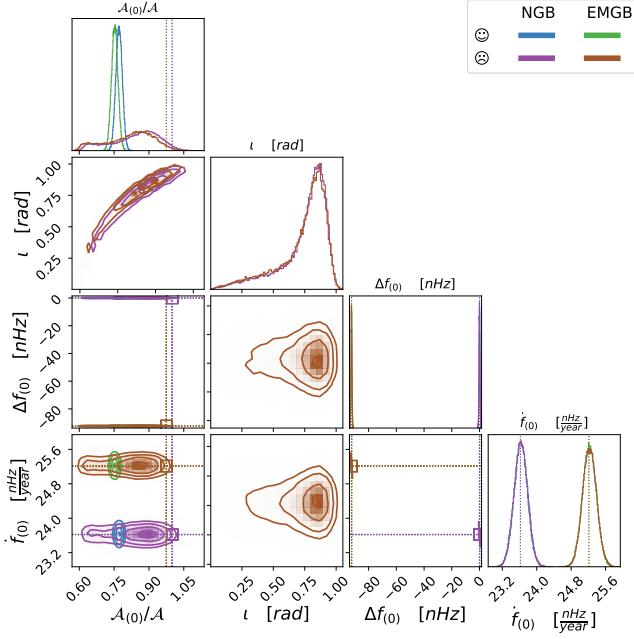 𝒜(0)/𝒜
NGB EMGB
☺
☹
ι [rad]
1.00
0.75
0.50
0.25
ι [rad]
Δf(0) [nHz]
0
−20
−40
−60
−80
Δf(0) [nHz]
ḟ(0) [nHz/year]
25.6
24.8
24.0
23.2
ḟ(0) [nHz/year]
0.60 0.75 0.90 1.05
0.25 0.50 0.75 1.00
−80 −60 −40 −20 0
23.2 24.0 24.8 25.6
𝒜(0)/𝒜
ι [rad]
Δf(0) [nHz]
ḟ(0) [nHz/year]